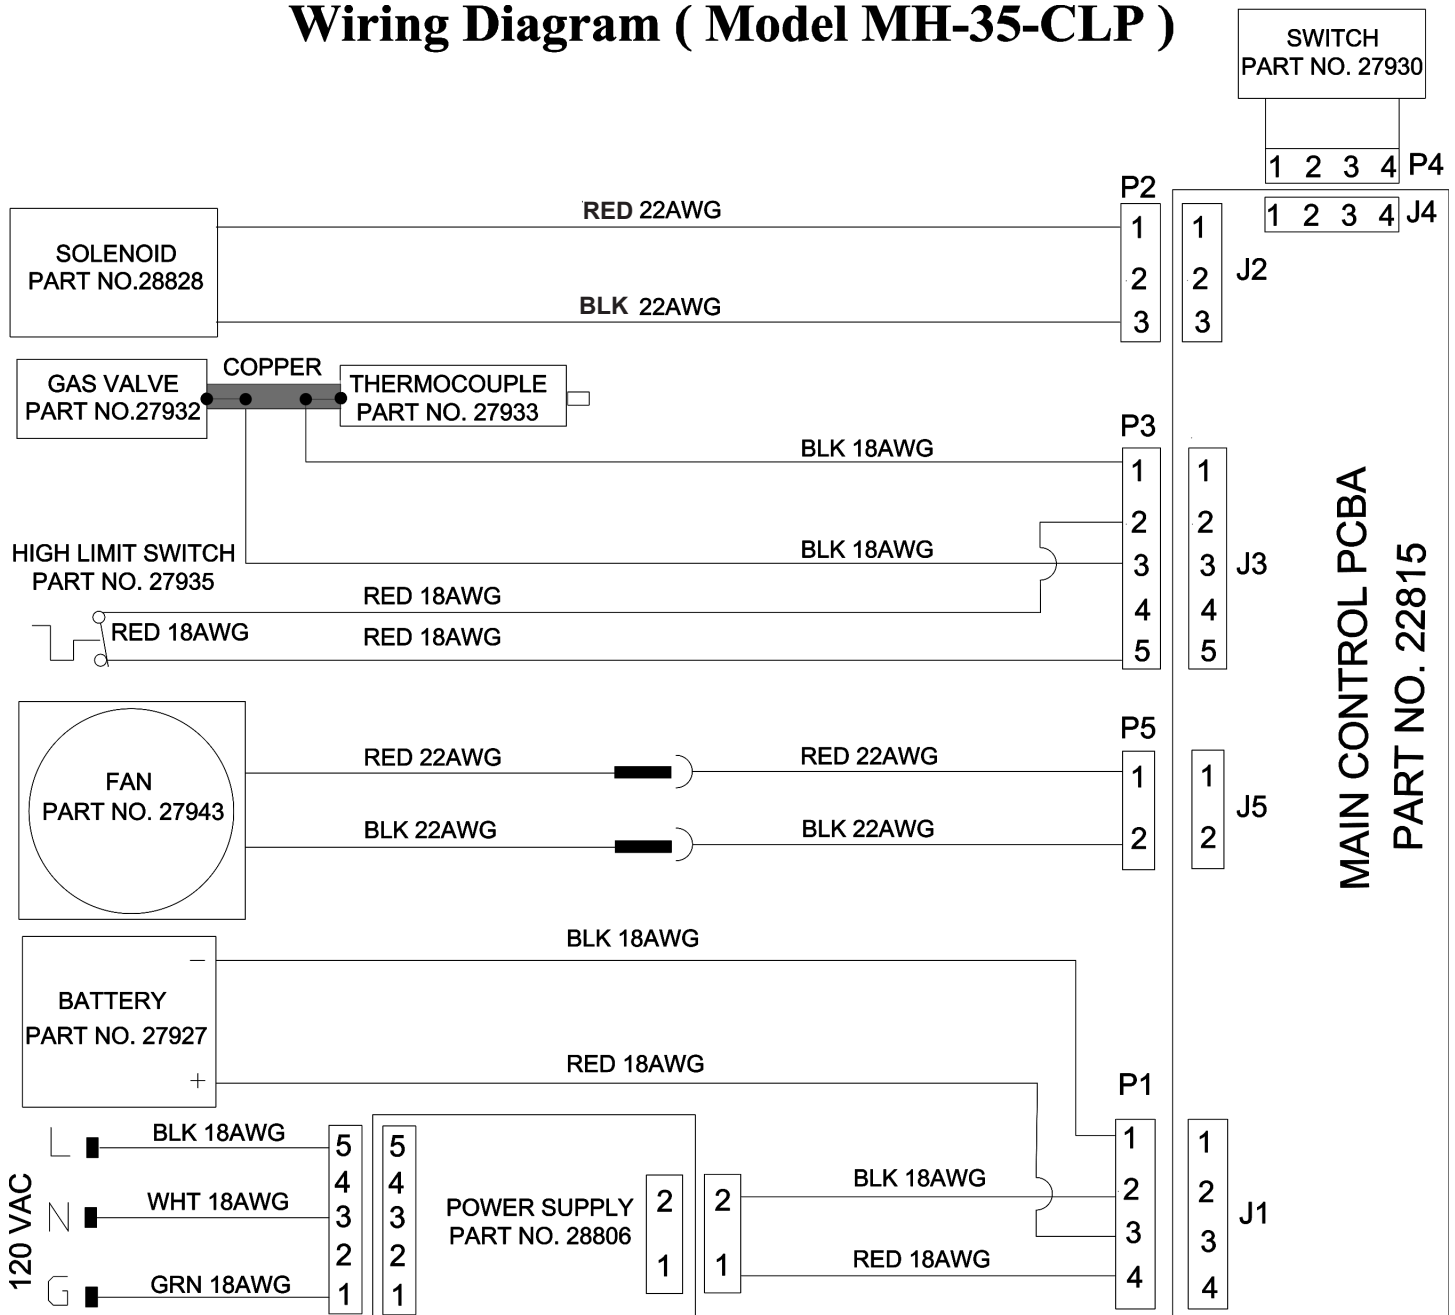 Wiring Diagram ( Model MH-35-CLP )
SWITCH
PART NO. 27930
1 2 3 4 P4
1 2 3 4 J4
SOLENOID
PART NO.28828
RED 22AWG
BLK 22AWG
P2
1
2
3
1
2
3
J2
GAS VALVE
PART NO.27932
COPPER
THERMOCOUPLE
PART NO. 27933
BLK 18AWG
BLK 18AWG
P3
1
2
3
4
5
1
2
3
4
5
J3
HIGH LIMIT SWITCH
PART NO. 27935
RED 18AWG
RED 18AWG
RED 18AWG
MAIN CONTROL PCBA
PART NO. 22815
FAN
PART NO. 27943
RED 22AWG
RED 22AWG
BLK 22AWG
BLK 22AWG
P5
1
2
1
2
J5
BATTERY
PART NO. 27927
−
+
BLK 18AWG
RED 18AWG
P1
1
2
3
4
1
2
3
4
J1
120 VAC
L
N
G
BLK 18AWG
WHT 18AWG
GRN 18AWG
5
4
3
2
1
5
4
3
2
1
POWER SUPPLY
PART NO. 28806
2
1
2
1
BLK 18AWG
RED 18AWG